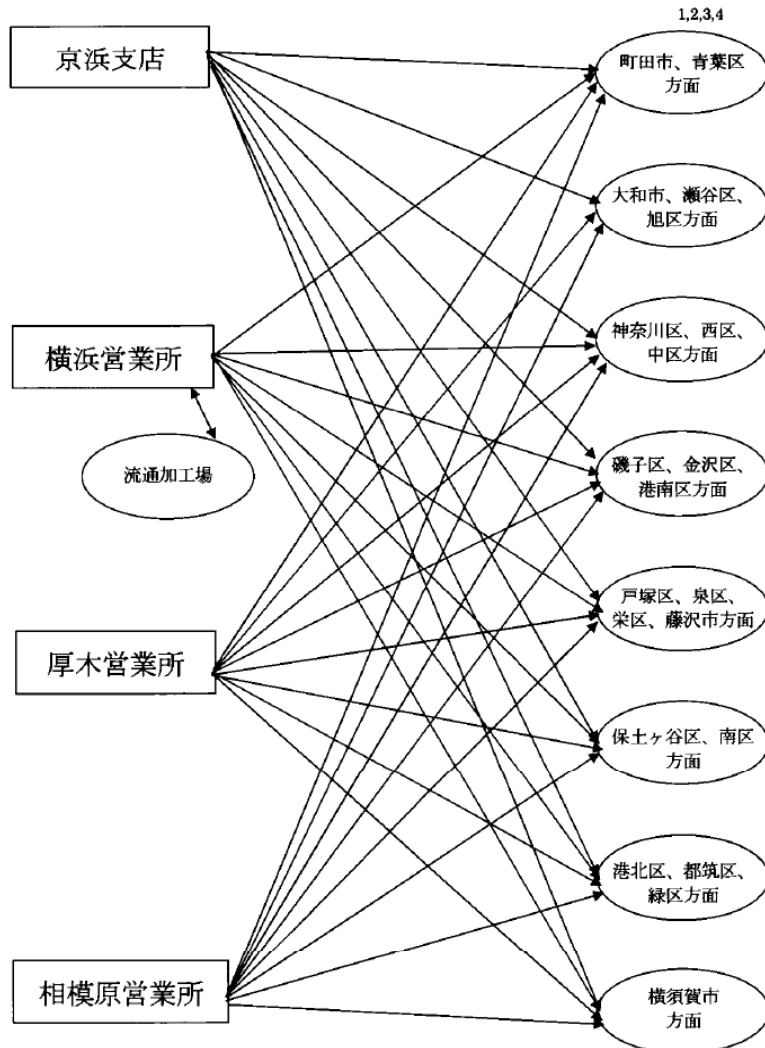 1,2,3,4
京浜支店
町田市、青葉区
方面
大和市、瀬谷区、
旭区方面
横浜営業所
神奈川区、西区、
中区方面
流通加工場
磯子区、金沢区、
港南区方面
厚木営業所
戸塚区、泉区、
栄区、藤沢市方面
保土ヶ谷区、南区
方面
港北区、都筑区、
緑区方面
相模原営業所
横須賀市
方面